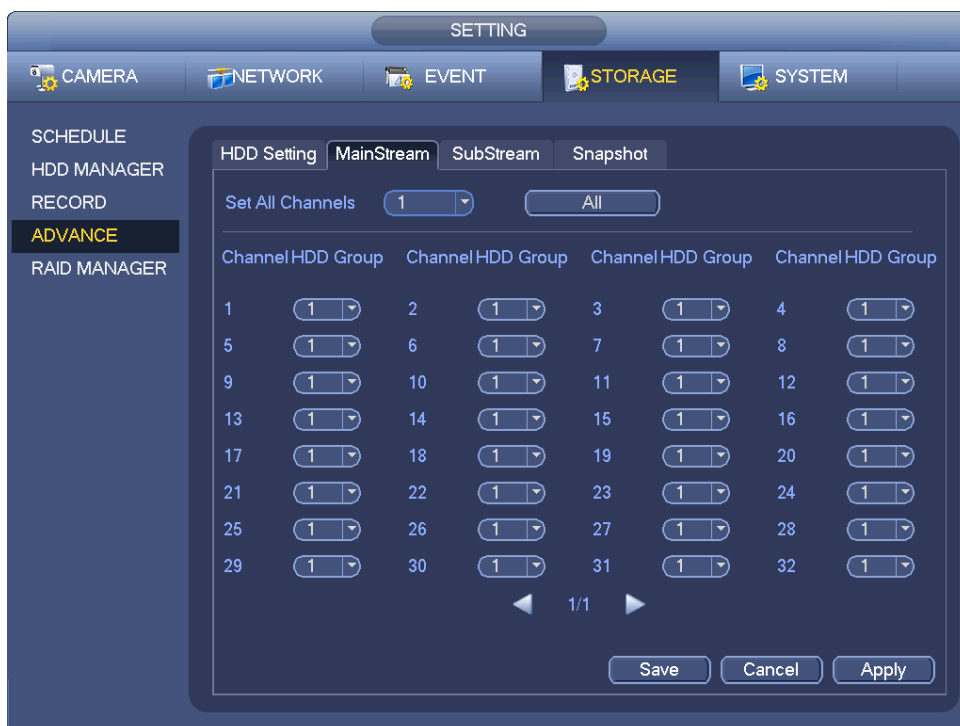 SETTING
CAMERA NETWORK EVENT STORAGE SYSTEM
SCHEDULE
HDD MANAGER
RECORD
ADVANCE
RAID MANAGER
HDD Setting MainStream SubStream Snapshot
Set All Channels 1 All
Channel HDD Group Channel HDD Group Channel HDD Group Channel HDD Group
1 1 2 1 3 1 4 1
5 1 6 1 7 1 8 1
9 1 10 1 11 1 12 1
13 1 14 1 15 1 16 1
17 1 18 1 19 1 20 1
21 1 22 1 23 1 24 1
25 1 26 1 27 1 28 1
29 1 30 1 31 1 32 1
1/1
Save Cancel Apply